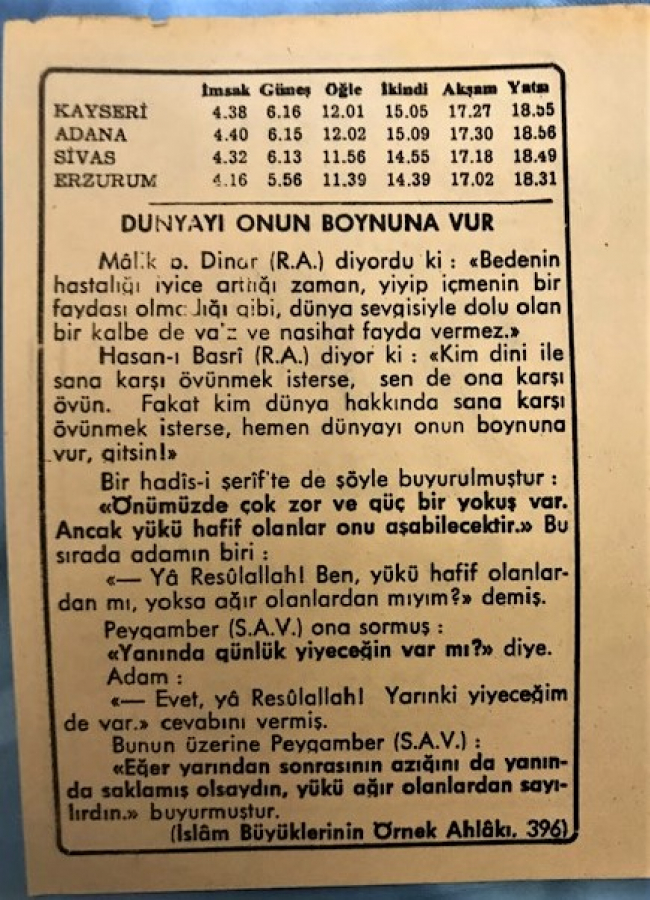 İmsak Güneş Öğle İkindi Akşam Yatsı
KAYSERİ 4.38 6.16 12.01 15.05 17.27 18.55
ADANA 4.40 6.15 12.02 15.09 17.30 18.56
SİVAS 4.32 6.13 11.56 14.55 17.18 18.49
ERZURUM 4.16 5.56 11.39 14.39 17.02 18.31
DUNYAYI ONUN BOYNUNA VUR
Mâlik b. Dinar (R.A.) diyordu ki : «Bedenin
hastalığı iyice arttığı zaman, yiyip içmenin bir
faydası olmadığı gibi, dünya sevgisiyle dolu olan
bir kalbe de va'z ve nasihat fayda vermez.»
Hasan-ı Basrî (R.A.) diyor ki : «Kim dini ile
sana karşı övünmek isterse, sen de ona karşı
övün. Fakat kim dünya hakkında sana karşı
övünmek isterse, hemen dünyayı onun boynuna
vur, gitsin!»
Bir hadîs-i şerîf'te de şöyle buyurulmuştur :
«Önümüzde çok zor ve güç bir yokuş var.
Ancak yükü hafif olanlar onu aşabilecektir.» Bu
sırada adamın biri :
«— Yâ Resûlallah! Ben, yükü hafif olanlar-
dan mı, yoksa ağır olanlardan mıyım?» demiş.
Peygamber (S.A.V.) ona sormuş :
«Yanında günlük yiyeceğin var mı?» diye.
Adam :
«— Evet, yâ Resûlallah! Yarınki yiyeceğim
de var.» cevabını vermiş.
Bunun üzerine Peygamber (S.A.V.) :
«Eğer yarından sonrasının azığını da yanın-
da saklamış olsaydın, yükü ağır olanlardan sayı-
lırdın.» buyurmuştur.
(İslâm Büyüklerinin Örnek Ahlâkı, 396)